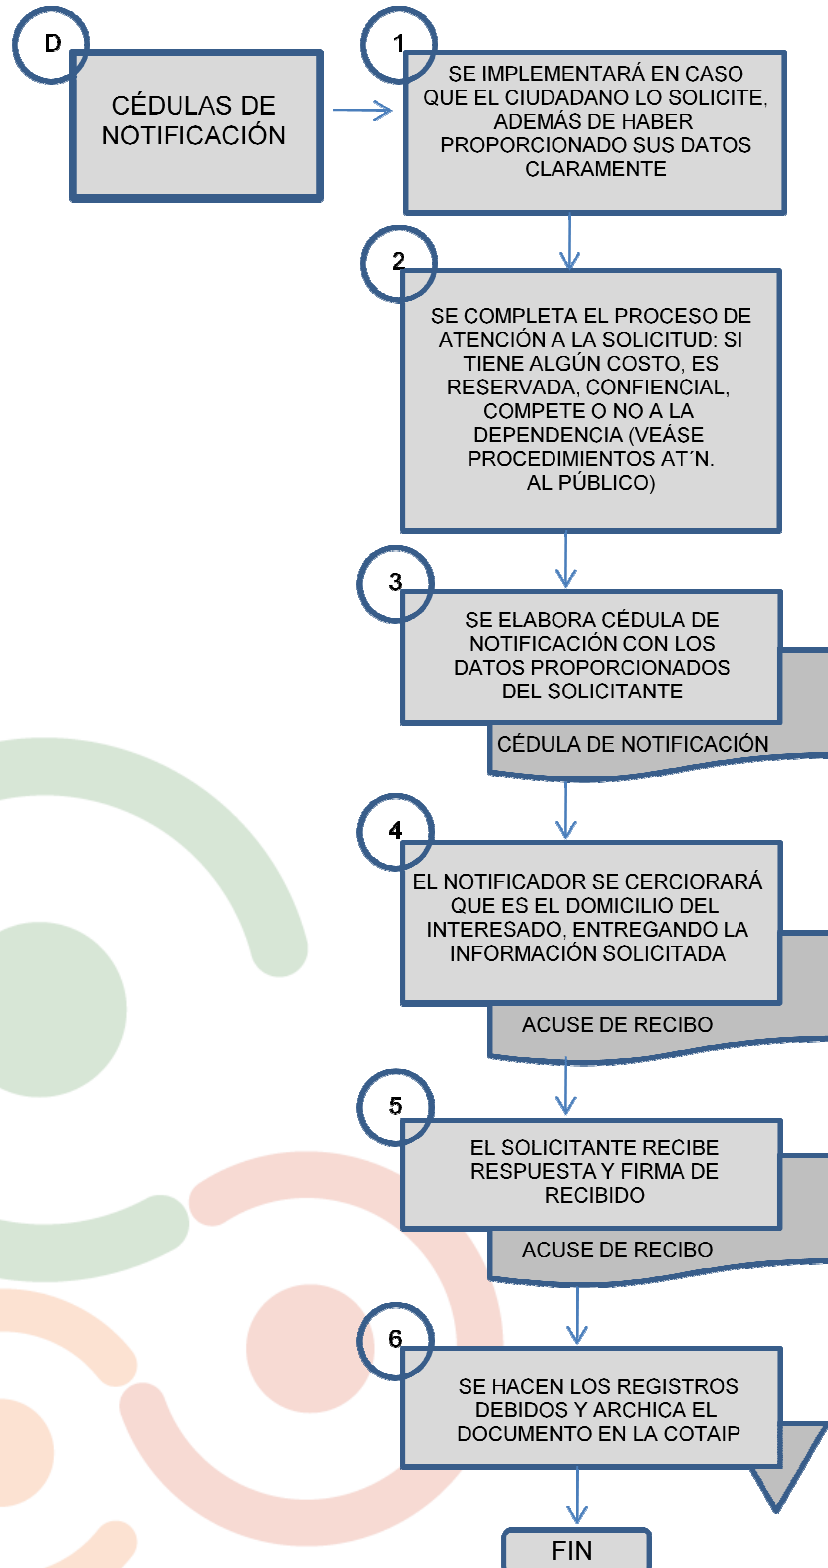 D
CÉDULAS DE
NOTIFICACIÓN
1
SE IMPLEMENTARÁ EN CASO
QUE EL CIUDADANO LO SOLICITE,
ADEMÁS DE HABER
PROPORCIONADO SUS DATOS
CLARAMENTE
2
SE COMPLETA EL PROCESO DE
ATENCIÓN A LA SOLICITUD: SI
TIENE ALGÚN COSTO, ES
RESERVADA, CONFIENCIAL,
COMPETE O NO A LA
DEPENDENCIA (VEÁSE
PROCEDIMIENTOS AT´N.
AL PÚBLICO)
3
SE ELABORA CÉDULA DE
NOTIFICACIÓN CON LOS
DATOS PROPORCIONADOS
DEL SOLICITANTE
CÉDULA DE NOTIFICACIÓN
4
EL NOTIFICADOR SE CERCIORARÁ
QUE ES EL DOMICILIO DEL
INTERESADO, ENTREGANDO LA
INFORMACIÓN SOLICITADA
ACUSE DE RECIBO
5
EL SOLICITANTE RECIBE
RESPUESTA Y FIRMA DE
RECIBIDO
ACUSE DE RECIBO
6
SE HACEN LOS REGISTROS
DEBIDOS Y ARCHICA EL
DOCUMENTO EN LA COTAIP
FIN